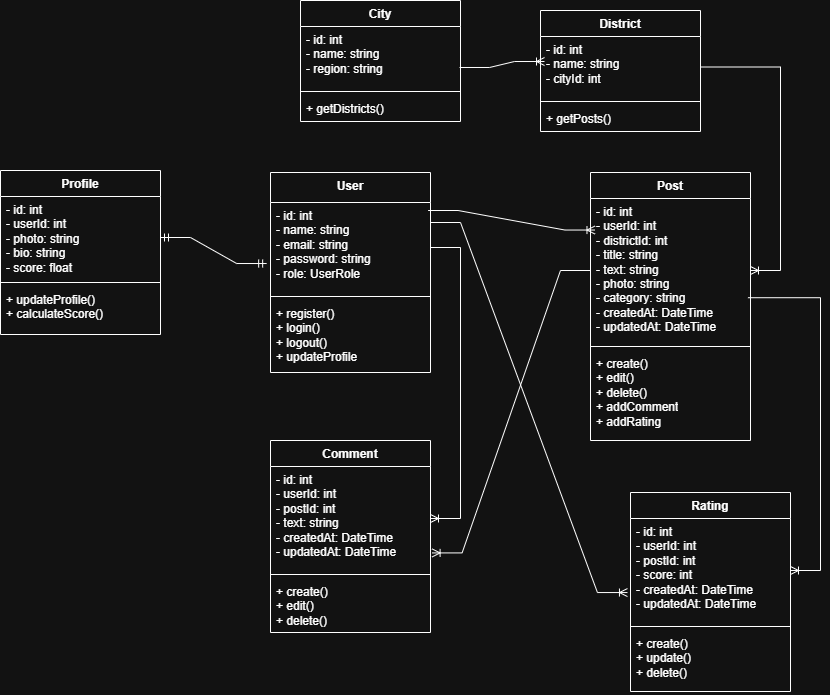 City
- id: int
- name: string
- region: string
+ getDistricts()
District
- id: int
- name: string
- cityId: int
+ getPosts()
Profile
- id: int
- userId: int
- photo: string
- bio: string
- score: float
+ updateProfile()
+ calculateScore()
User
- id: int
- name: string
- email: string
- password: string
- role: UserRole
+ register()
+ login()
+ logout()
+ updateProfile
Post
- id: int
- userId: int
- districtId: int
- title: string
- text: string
- photo: string
- category: string
- createdAt: DateTime
- updatedAt: DateTime
+ create()
+ edit()
+ delete()
+ addComment
+ addRating
Comment
- id: int
- userId: int
- postId: int
- text: string
- createdAt: DateTime
- updatedAt: DateTime
+ create()
+ edit()
+ delete()
Rating
- id: int
- userId: int
- postId: int
- score: int
- createdAt: DateTime
- updatedAt: DateTime
+ create()
+ update()
+ delete()